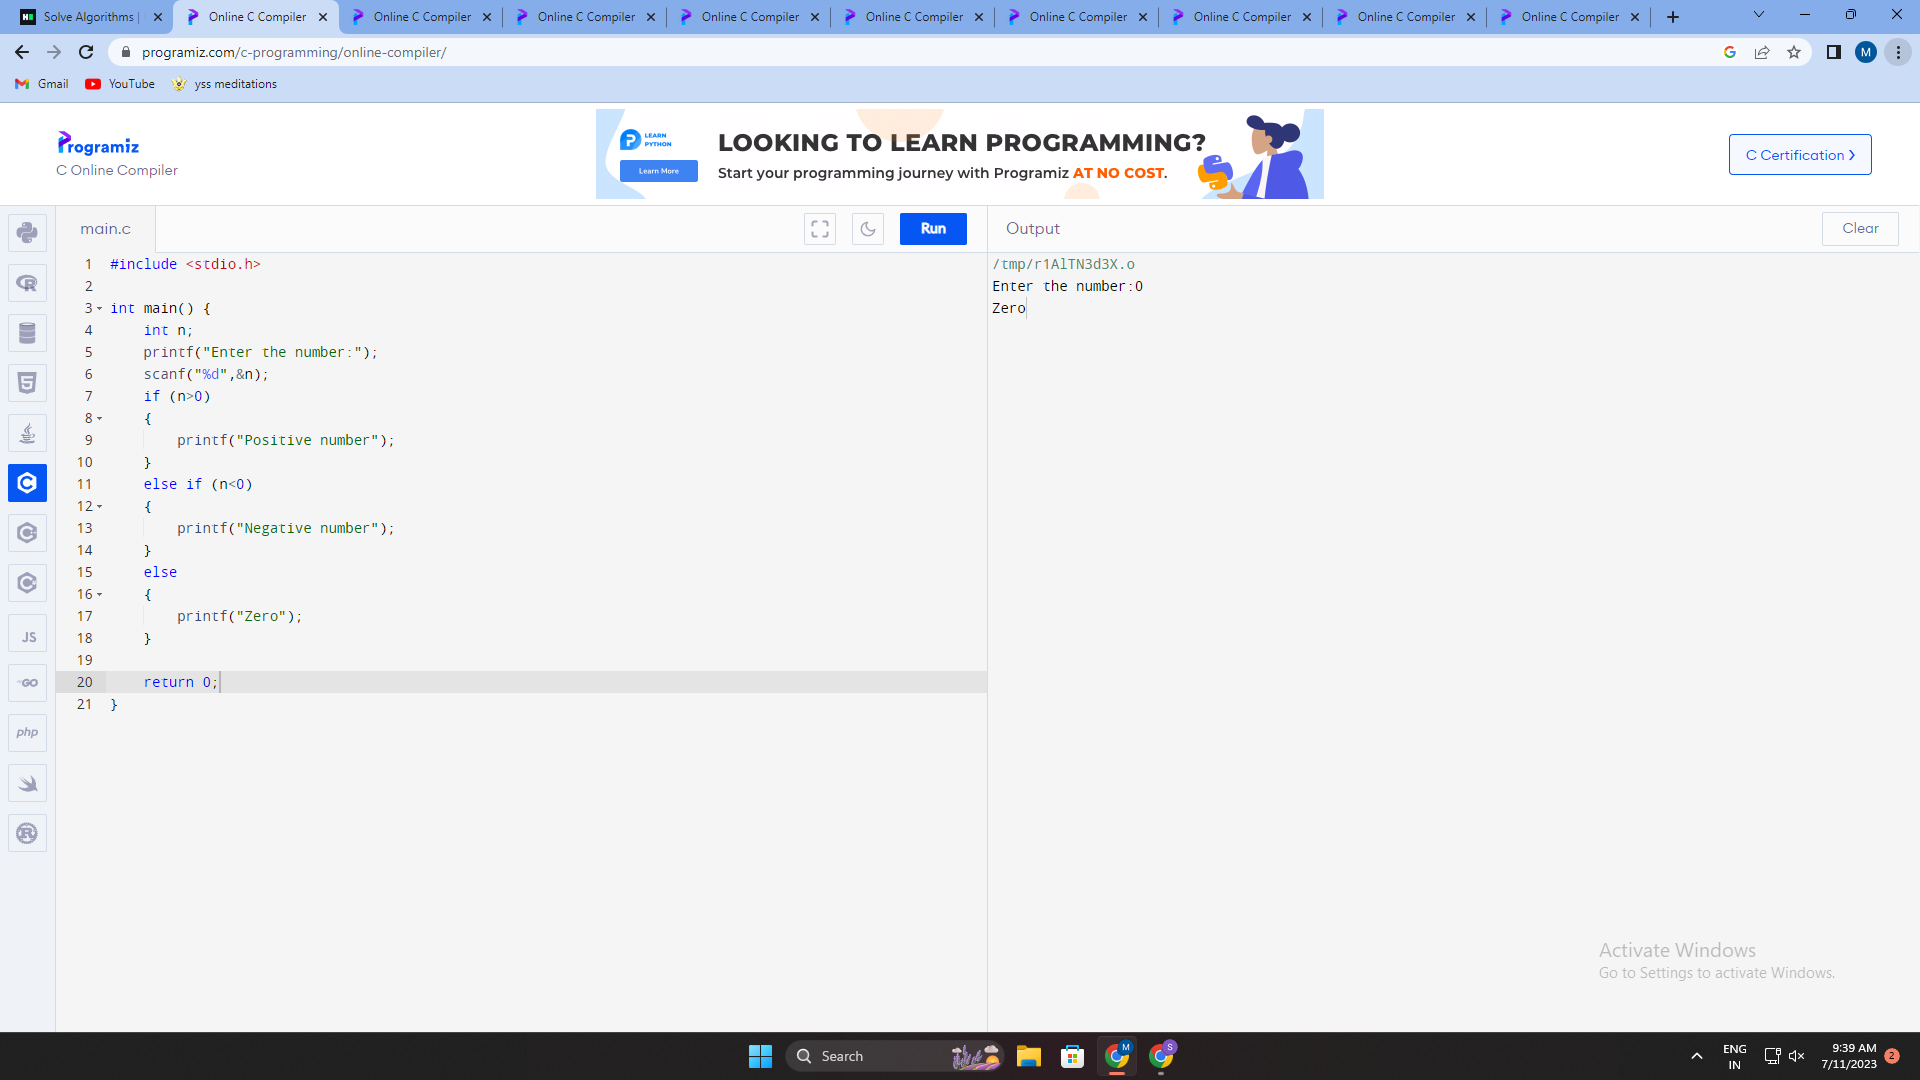 Solve Algorithms |
Online C Compiler
Online C Compiler
Online C Compiler
Online C Compiler
Online C Compiler
Online C Compiler
Online C Compiler
Online C Compiler
Online C Compiler
programiz.com/c-programming/online-compiler/
M
Gmail
YouTube
yss meditations
Programiz
C Online Compiler
LEARN
PYTHON
Learn More
LOOKING TO LEARN PROGRAMMING?
Start your programming journey with Programiz AT NO COST.
C Certification >
main.c
Run
Output
Clear
1 #include <stdio.h>
2
3 int main() {
4 int n;
5 printf("Enter the number:");
6 scanf("%d",&n);
7 if (n>0)
8 {
9 printf("Positive number");
10 }
11 else if (n<0)
12 {
13 printf("Negative number");
14 }
15 else
16 {
17 printf("Zero");
18 }
19
20 return 0;
21 }
/tmp/r1AlTN3d3X.o
Enter the number:0
Zero
JS
GO
php
Activate Windows
Go to Settings to activate Windows.
Search
M
S
ENG
IN
9:39 AM
7/11/2023
2